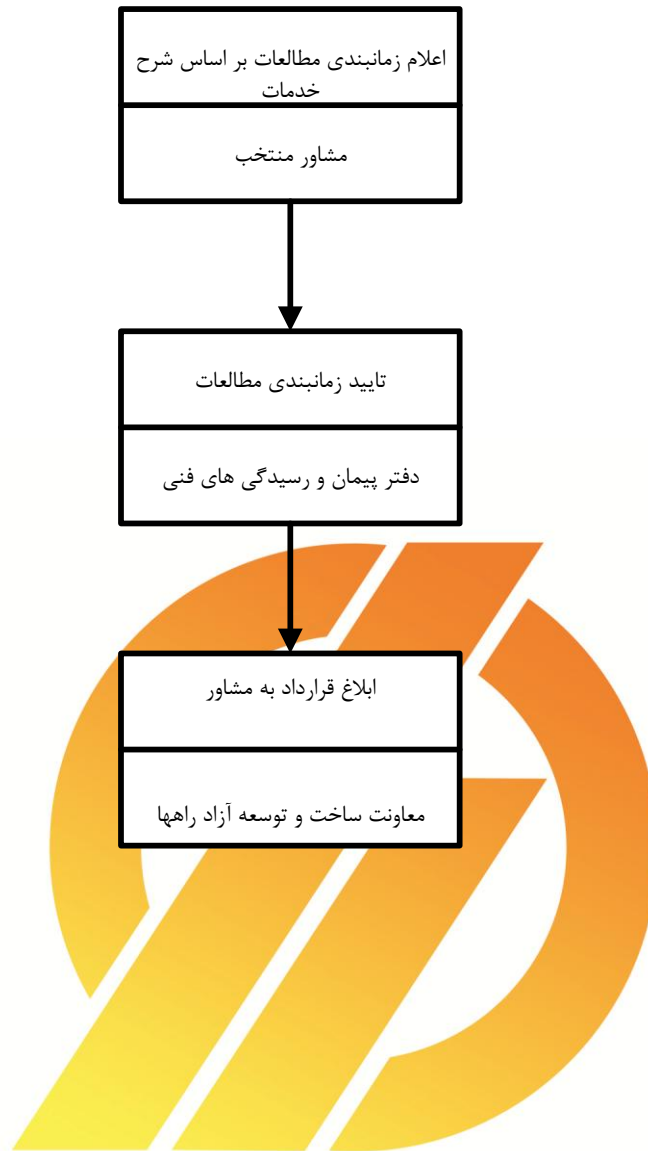 اعلام زمانبندی مطالعات بر اساس شرح
خدمات
مشاور منتخب
تایید زمانبندی مطالعات
دفتر پیمان و رسیدگی های فنی
ابلاغ قرارداد به مشاور
معاونت ساخت و توسعه آزاد راهها